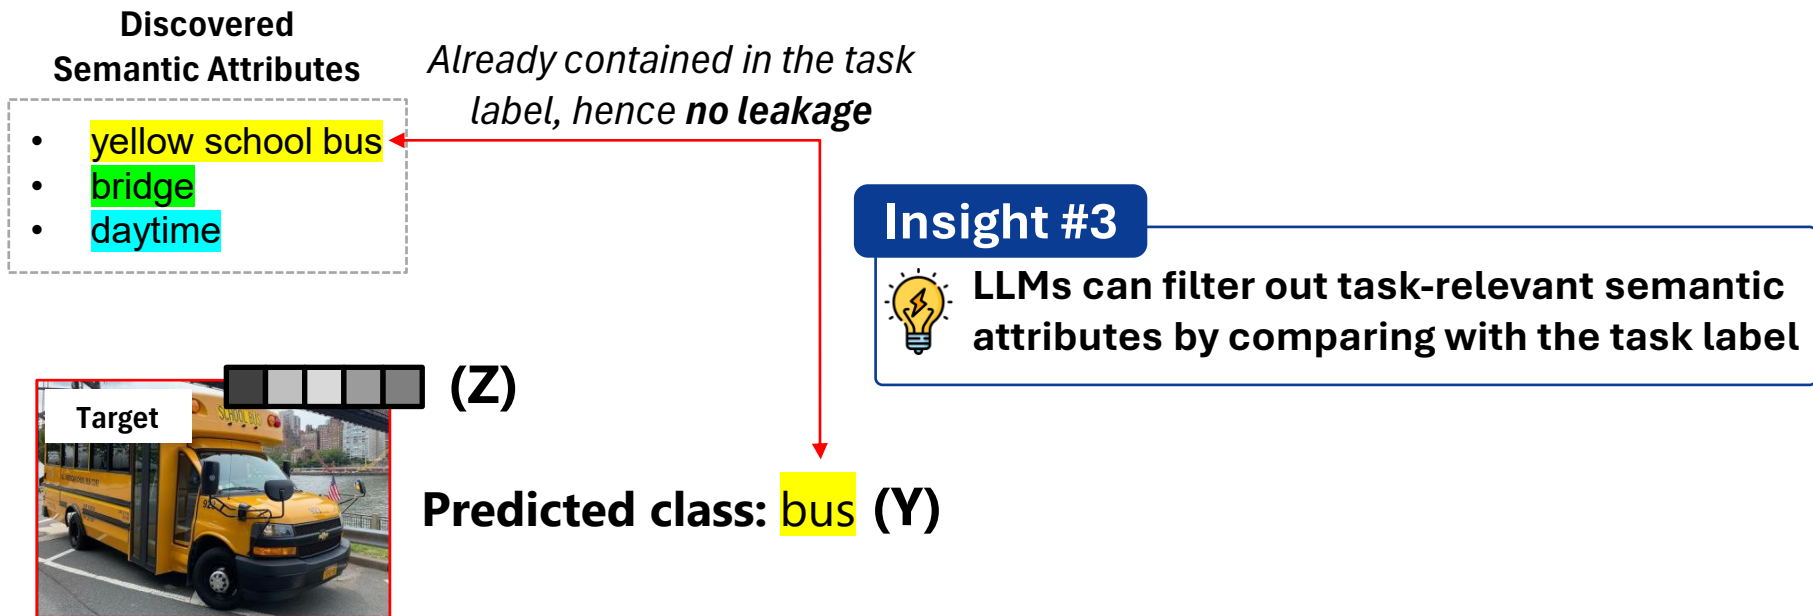 Discovered
Semantic Attributes
Already contained in the task
label, hence no leakage
• yellow school bus
• bridge
• daytime
Insight #3
LLMs can filter out task-relevant semantic
attributes by comparing with the task label
(Z)
Target
SCHOOL BUS
Predicted class: bus (Y)